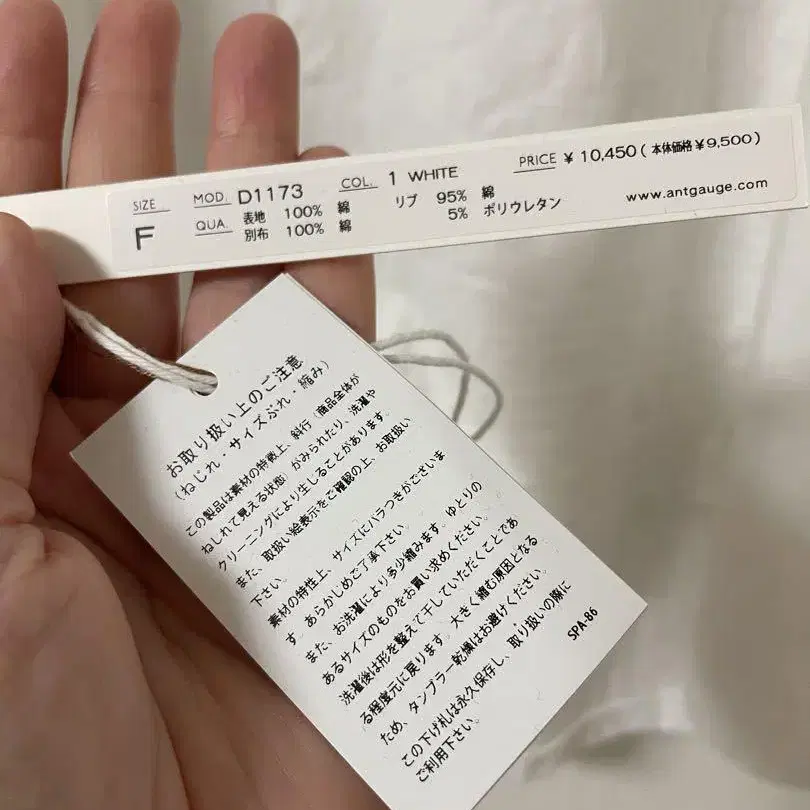 SIZE MOD. D1173 COL. 1 WHITE PRICE ¥ 10,450 ( 本体価格 ¥9,500 )
F QUA. 表地 100% 綿 リブ 95% 綿
別布 100% 綿 5% ポリウレタン www.antgauge.com
お取り扱い上のご注意
(ねじれ・サイズぶれ・縮み)
この製品は素材の特徴上、斜行 (商品全体が
ねじれて見える状態) がみられたり、洗濯や
クリーニングにより生じることがあります。
また、取扱い絵表示をご確認の上、お取扱い
下さい。
素材の特性上、サイズにバラつきがございま
す。あらかじめご了承下さい。
また、お洗濯により多少縮みます。ゆとりの
あるサイズのものをお買い求めください。
洗濯後は形を整えて干していただくことであ
る程度元に戻ります。大きく縮む原因となる
ため、タンブラー乾燥はお避けください。
この下げ札は永久保存し、取り扱いの際に
ご利用下さい。
SPA-86